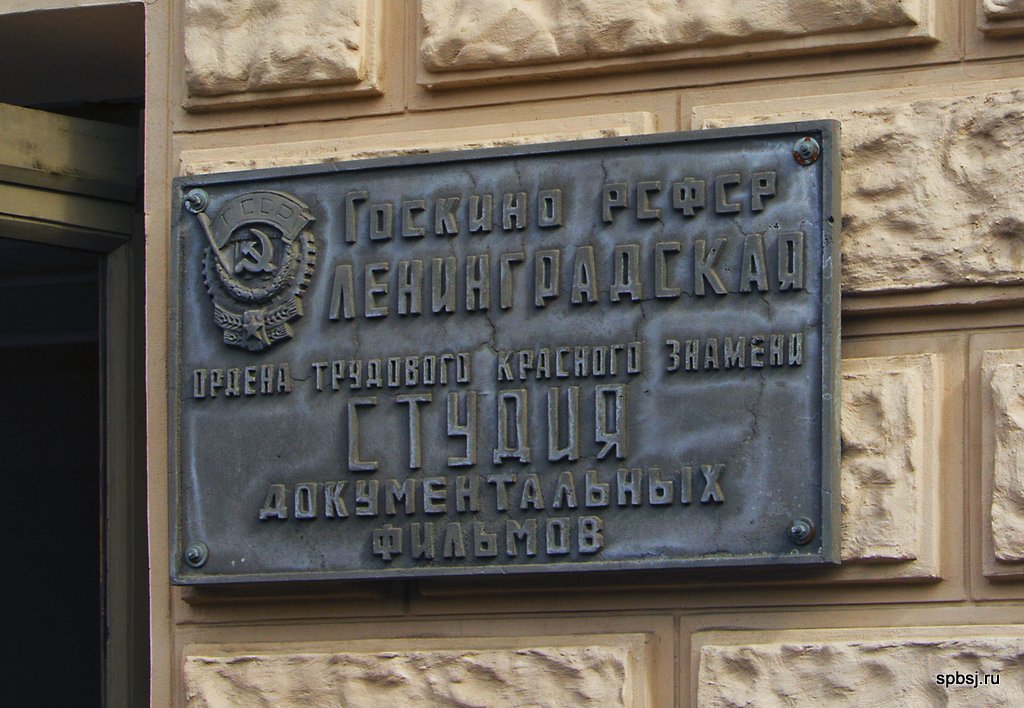 СССР
Госкино РСФСР
ЛЕНИНГРАДСКАЯ
ОРДЕНА ТРУДОВОГО КРАСНОГО ЗНАМЕНИ
СТУДИЯ
ДОКУМЕНТАЛЬНЫХ
ФИЛЬМОВ
spbsj.ru